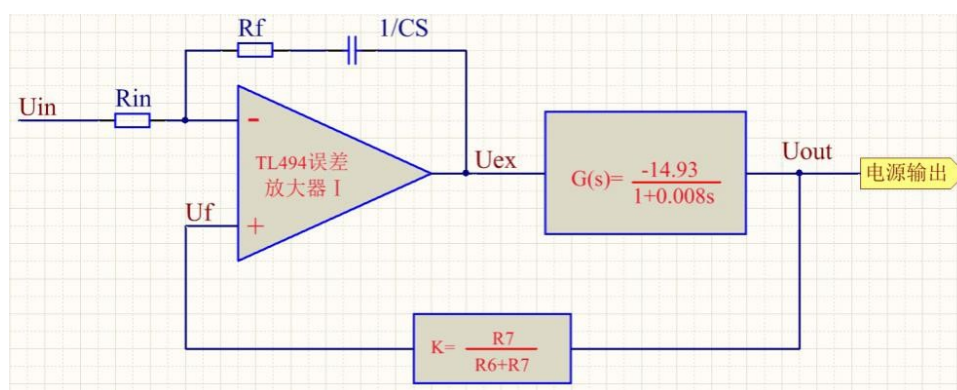 Rf
1/CS
Uin
Rin
-
TL494误差
放大器 I
Uex
G(s)= -14.93
1+0.008s
Uout
电源输出
Uf
+
K= R7
R6+R7